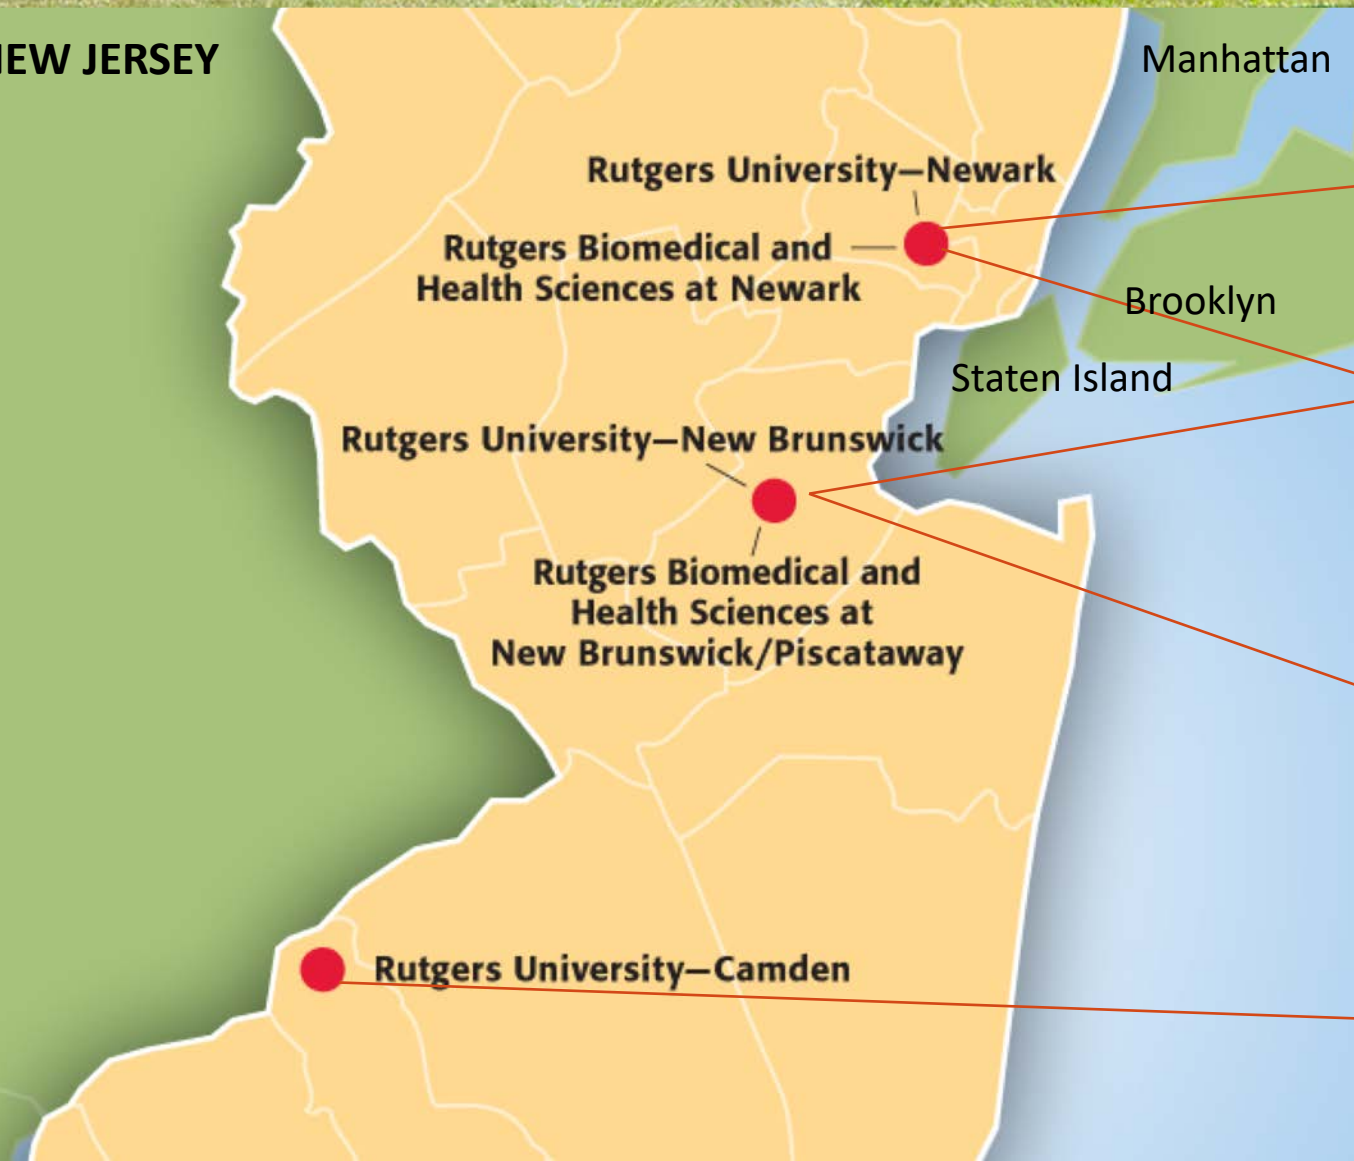 EW JERSEY
Manhattan
Rutgers University—Newark
Rutgers Biomedical and
Health Sciences at Newark
Brooklyn
Staten Island
Rutgers University—New Brunswick
Rutgers Biomedical and
Health Sciences at
New Brunswick/Piscataway
Rutgers University—Camden